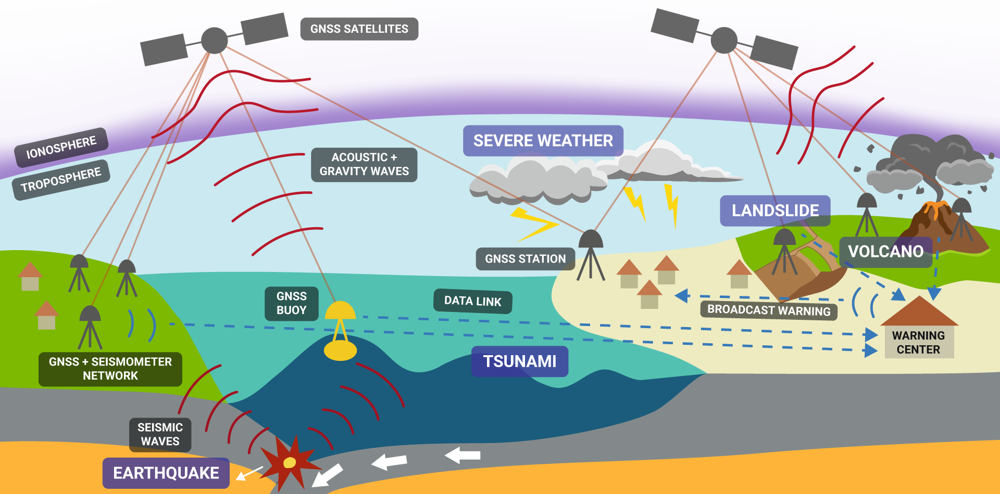 GNSS SATELLITES
IONOSPHERE
TROPOSPHERE
ACOUSTIC +
GRAVITY WAVES
SEVERE WEATHER
LANDSLIDE
VOLCANO
GNSS STATION
GNSS
BUOY
DATA LINK
BROADCAST WARNING
WARNING
CENTER
GNSS + SEISMOMETER
NETWORK
TSUNAMI
SEISMIC
WAVES
EARTHQUAKE